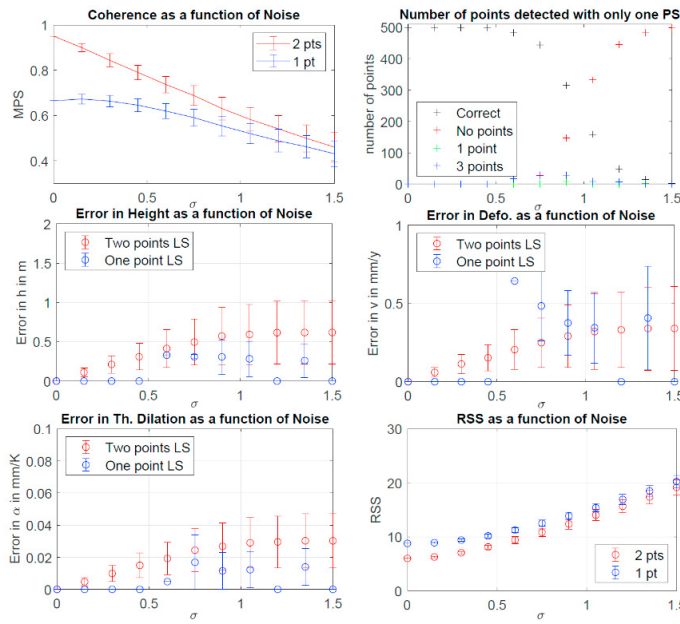 Coherence as a function of Noise
1
0.8
0.6
0.4
MPS
2 pts
1 pt
0
0.5
1
1.5
σ
Number of points detected with only one PS
500
400
300
200
100
0
number of points
Correct
No points
1 point
3 points
0
0.5
1
1.5
σ
Error in Height as a function of Noise
2
1.5
1
0.5
0
Error in h in m
Two points LS
One point LS
0
0.5
1
1.5
σ
Error in Defo. as a function of Noise
1
0.5
0
Error in v in mm/y
Two points LS
One point LS
0
0.5
1
1.5
σ
Error in Th. Dilation as a function of Noise
0.1
0.08
0.06
0.04
0.02
0
Error in α in mm/K
Two points LS
One point LS
0
0.5
1
1.5
σ
RSS as a function of Noise
30
20
10
0
RSS
2 pts
1 pt
0
0.5
1
1.5
σ